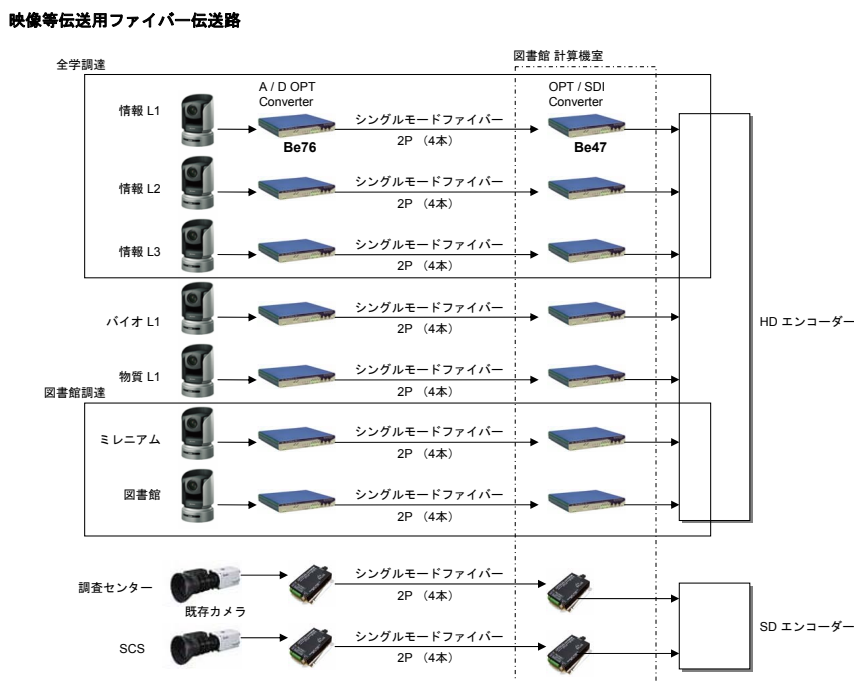 映像等伝送用ファイバー伝送路
図書館 計算機室
全学調達
A / D OPT
Converter
OPT / SDI
Converter
情報 L1
シングルモードファイバー
2P （4本）
Be76
Be47
情報 L2
シングルモードファイバー
2P （4本）
情報 L3
シングルモードファイバー
2P （4本）
バイオ L1
シングルモードファイバー
2P （4本）
HD エンコーダー
物質 L1
シングルモードファイバー
2P （4本）
図書館調達
ミレニアム
シングルモードファイバー
2P （4本）
図書館
シングルモードファイバー
2P （4本）
調査センター
シングルモードファイバー
2P （4本）
既存カメラ
SD エンコーダー
SCS
シングルモードファイバー
2P （4本）